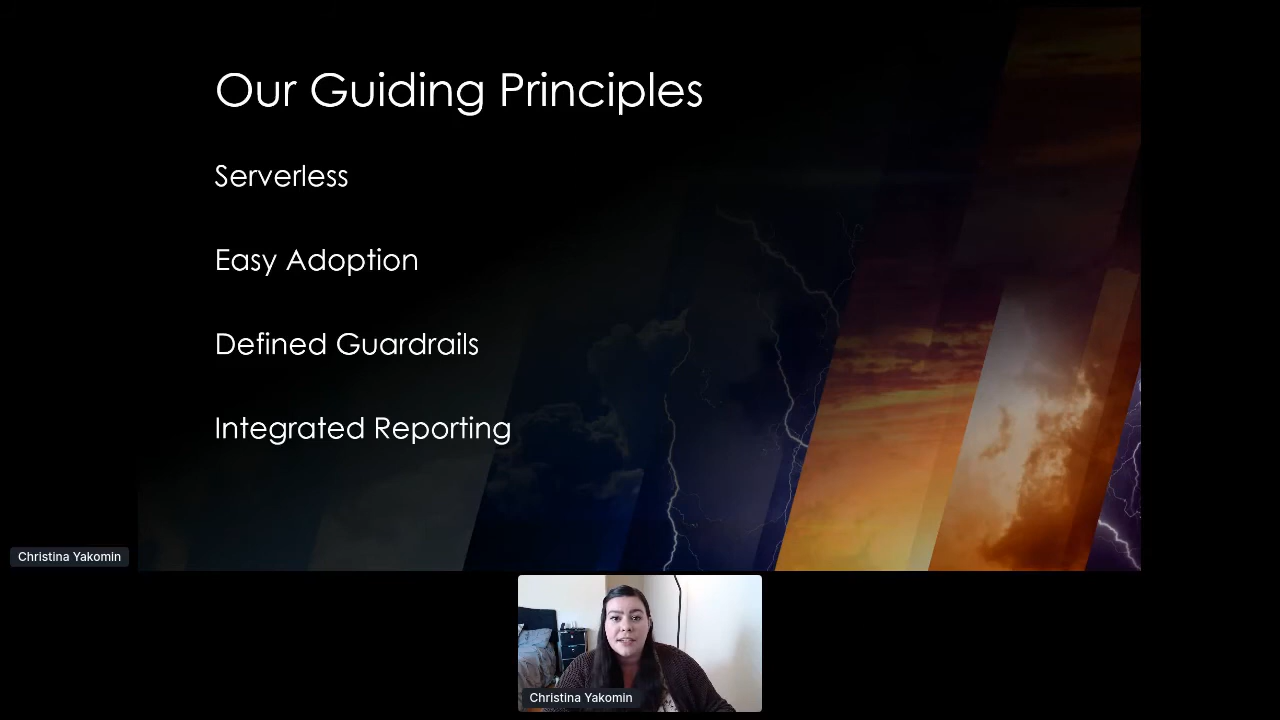 Our Guiding Principles
Serverless
Easy Adoption
Defined Guardrails
Integrated Reporting
Christina Yakomin
Christina Yakomin